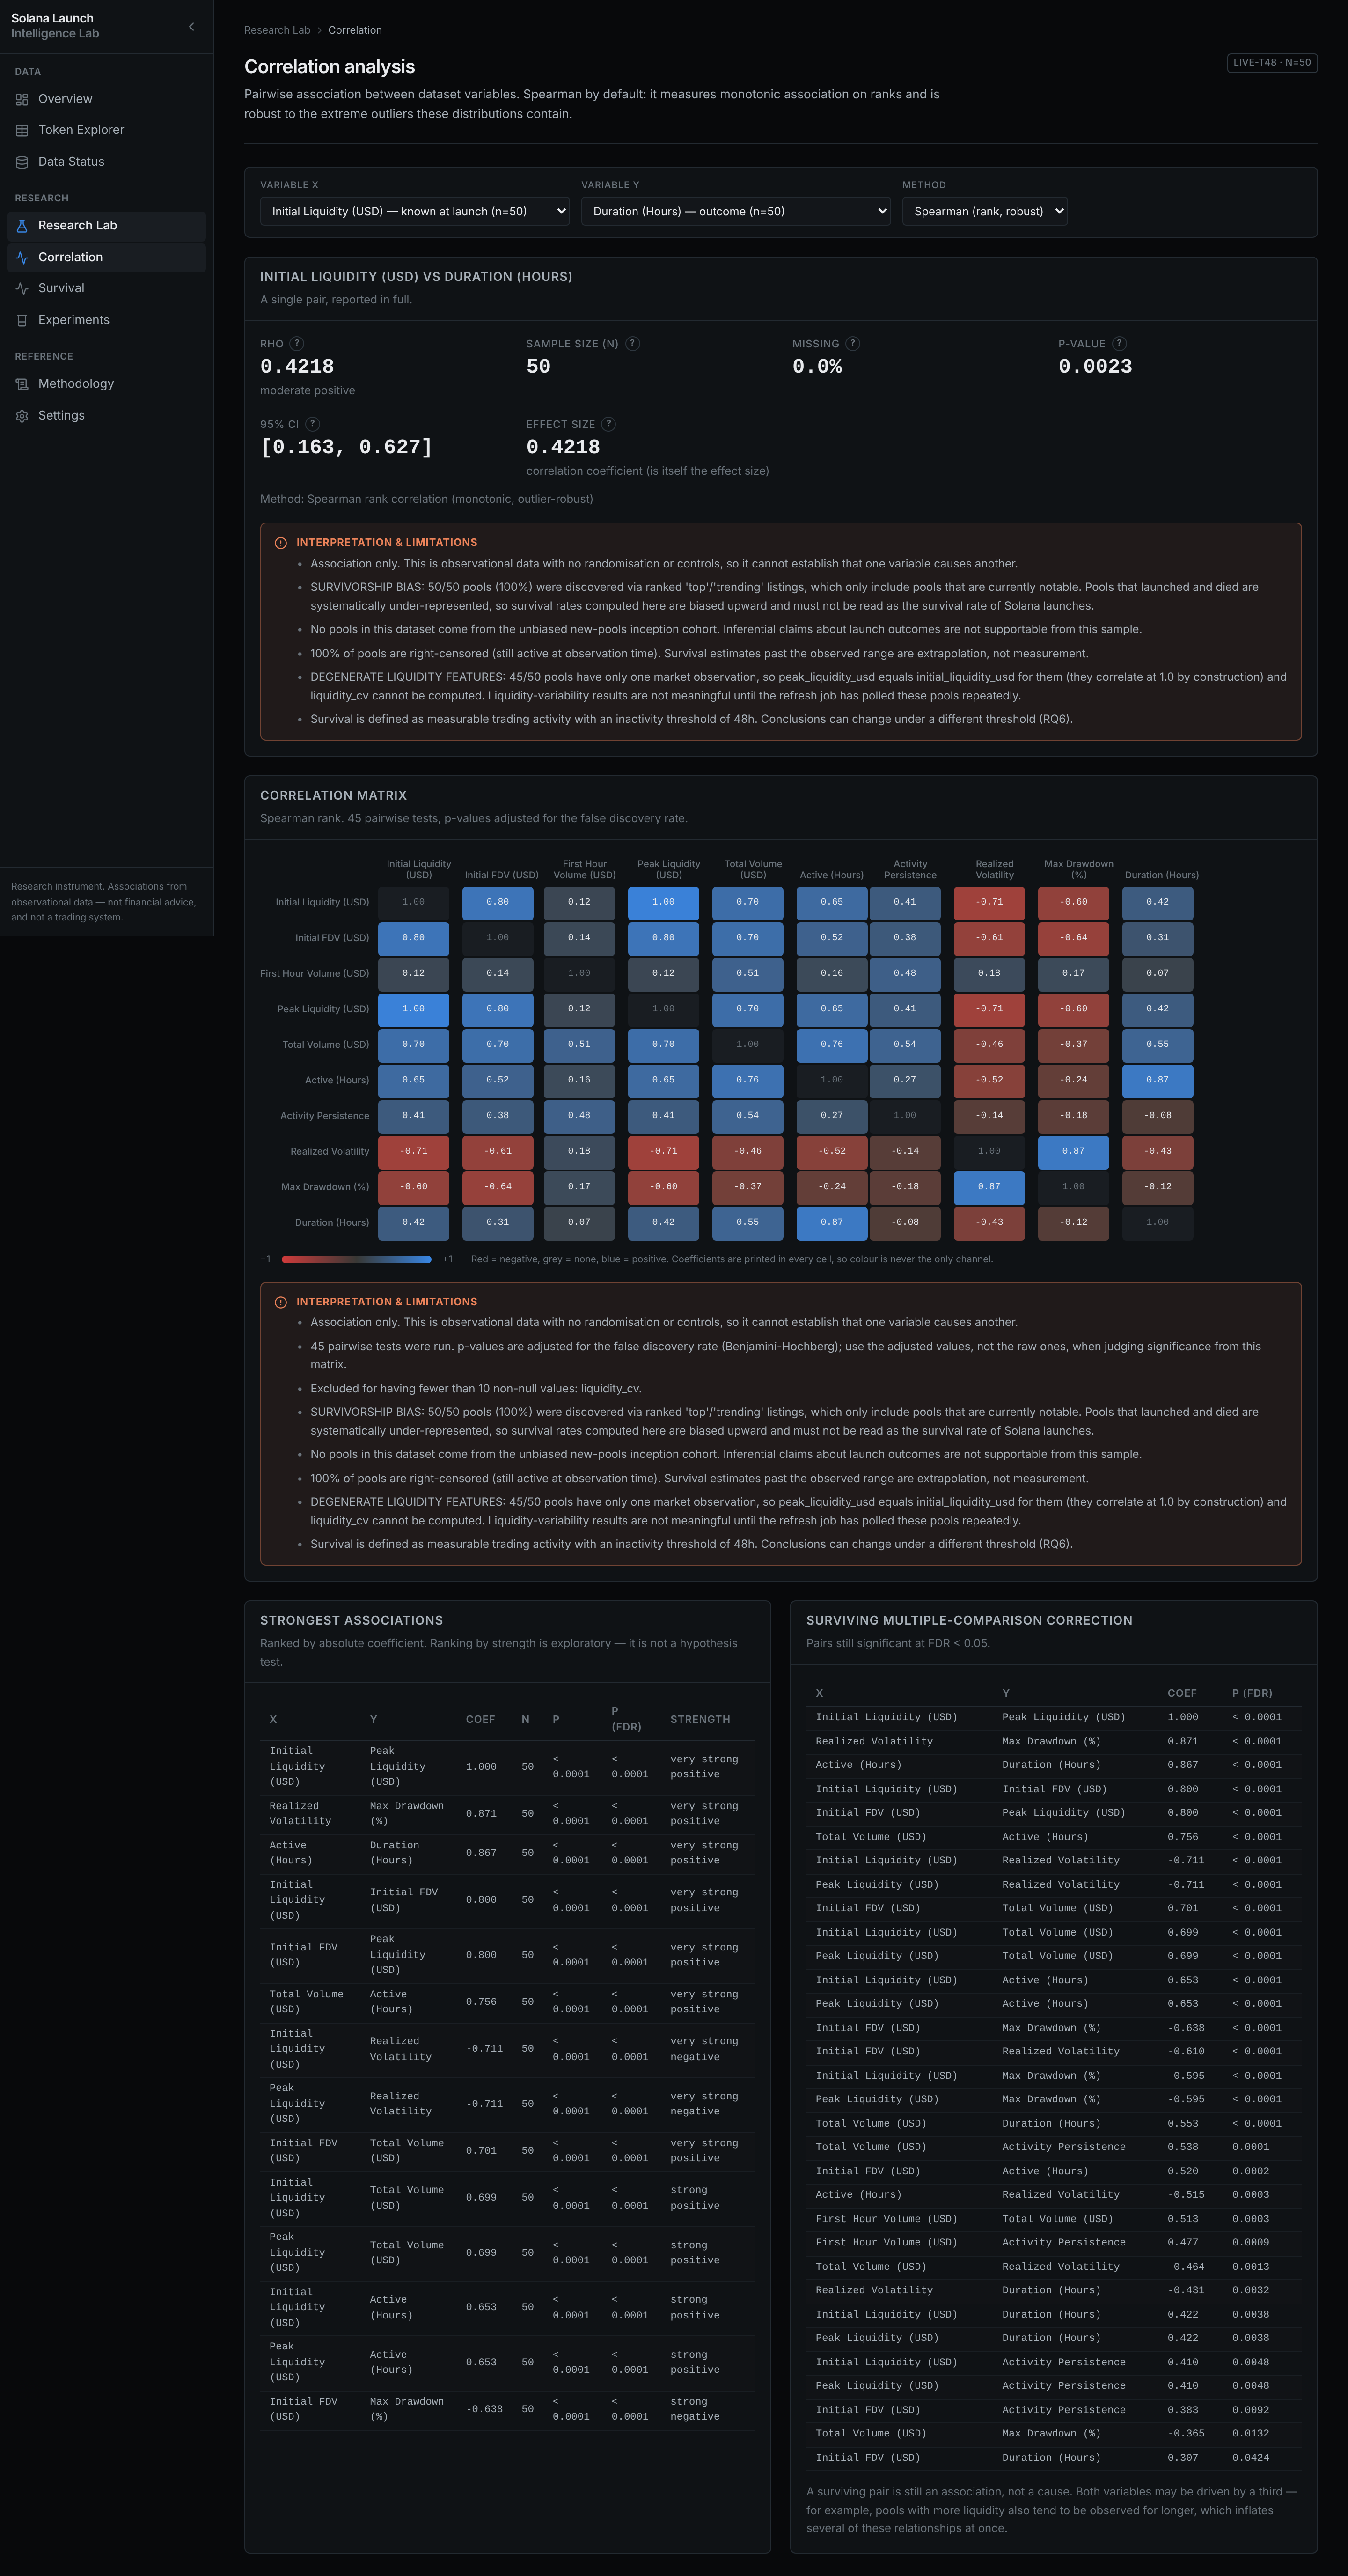 Solana Launch
Intelligence Lab
DATA
Overview
Token Explorer
Data Status
RESEARCH
Research Lab
Correlation
Survival
Experiments
REFERENCE
Methodology
Settings
Research instrument. Associations from
observational data — not financial advice,
and not a trading system.
Research Lab › Correlation
Correlation analysis
LIVE-T48 · N=50
Pairwise association between dataset variables. Spearman by default: it measures monotonic association on ranks and is
robust to the extreme outliers these distributions contain.
VARIABLE X VARIABLE Y METHOD
Initial Liquidity (USD) — known at launch (n=50) Duration (Hours) — outcome (n=50) Spearman (rank, robust)
INITIAL LIQUIDITY (USD) VS DURATION (HOURS)
A single pair, reported in full.
RHO ? SAMPLE SIZE (N) ? MISSING ? P-VALUE ?
0.4218 50 0.0% 0.0023
moderate positive
95% CI ? EFFECT SIZE ?
[0.163, 0.627] 0.4218
correlation coefficient (is itself the effect size)
Method: Spearman rank correlation (monotonic, outlier-robust)
INTERPRETATION & LIMITATIONS
• Association only. This is observational data with no randomisation or controls, so it cannot establish that one variable causes another.
• SURVIVORSHIP BIAS: 50/50 pools (100%) were discovered via ranked 'top'/'trending' listings, which only include pools that are currently notable. Pools that launched and died are
systematically under-represented, so survival rates computed here are biased upward and must not be read as the survival rate of Solana launches.
• No pools in this dataset come from the unbiased new-pools inception cohort. Inferential claims about launch outcomes are not supportable from this sample.
• 100% of pools are right-censored (still active at observation time). Survival estimates past the observed range are extrapolation, not measurement.
• DEGENERATE LIQUIDITY FEATURES: 45/50 pools have only one market observation, so peak_liquidity_usd equals initial_liquidity_usd for them (they correlate at 1.0 by construction) and
liquidity_cv cannot be computed. Liquidity-variability results are not meaningful until the refresh job has polled these pools repeatedly.
• Survival is defined as measurable trading activity with an inactivity threshold of 48h. Conclusions can change under a different threshold (RQ6).
CORRELATION MATRIX
Spearman rank. 45 pairwise tests, p-values adjusted for the false discovery rate.
Initial Liquidity First Hour Peak Liquidity Total Volume Activity Realized Max Drawdown
(USD) Initial FDV (USD) Volume (USD) (USD) (USD) Active (Hours) Persistence Volatility (%) Duration (Hours)
Initial Liquidity (USD) 1.00 0.80 0.12 1.00 0.70 0.65 0.41 -0.71 -0.60 0.42
Initial FDV (USD) 0.80 1.00 0.14 0.80 0.70 0.52 0.38 -0.61 -0.64 0.31
First Hour Volume (USD) 0.12 0.14 1.00 0.12 0.51 0.16 0.48 0.18 0.17 0.07
Peak Liquidity (USD) 1.00 0.80 0.12 1.00 0.70 0.65 0.41 -0.71 -0.60 0.42
Total Volume (USD) 0.70 0.70 0.51 0.70 1.00 0.76 0.54 -0.46 -0.37 0.55
Active (Hours) 0.65 0.52 0.16 0.65 0.76 1.00 0.27 -0.52 -0.24 0.87
Activity Persistence 0.41 0.38 0.48 0.41 0.54 0.27 1.00 -0.14 -0.18 -0.08
Realized Volatility -0.71 -0.61 0.18 -0.71 -0.46 -0.52 -0.14 1.00 0.87 -0.43
Max Drawdown (%) -0.60 -0.64 0.17 -0.60 -0.37 -0.24 -0.18 0.87 1.00 -0.12
Duration (Hours) 0.42 0.31 0.07 0.42 0.55 0.87 -0.08 -0.43 -0.12 1.00
−1 +1 Red = negative, grey = none, blue = positive. Coefficients are printed in every cell, so colour is never the only channel.
INTERPRETATION & LIMITATIONS
• Association only. This is observational data with no randomisation or controls, so it cannot establish that one variable causes another.
• 45 pairwise tests were run. p-values are adjusted for the false discovery rate (Benjamini-Hochberg); use the adjusted values, not the raw ones, when judging significance from this
matrix.
• Excluded for having fewer than 10 non-null values: liquidity_cv.
• SURVIVORSHIP BIAS: 50/50 pools (100%) were discovered via ranked 'top'/'trending' listings, which only include pools that are currently notable. Pools that launched and died are
systematically under-represented, so survival rates computed here are biased upward and must not be read as the survival rate of Solana launches.
• No pools in this dataset come from the unbiased new-pools inception cohort. Inferential claims about launch outcomes are not supportable from this sample.
• 100% of pools are right-censored (still active at observation time). Survival estimates past the observed range are extrapolation, not measurement.
• DEGENERATE LIQUIDITY FEATURES: 45/50 pools have only one market observation, so peak_liquidity_usd equals initial_liquidity_usd for them (they correlate at 1.0 by construction) and
liquidity_cv cannot be computed. Liquidity-variability results are not meaningful until the refresh job has polled these pools repeatedly.
• Survival is defined as measurable trading activity with an inactivity threshold of 48h. Conclusions can change under a different threshold (RQ6).
STRONGEST ASSOCIATIONS
Ranked by absolute coefficient. Ranking by strength is exploratory — it is not a hypothesis
test.
X Y COEF N P P (FDR) STRENGTH
Initial Liquidity (USD) Peak Liquidity (USD) 1.000 50 < 0.0001 < 0.0001 very strong positive
Realized Volatility Max Drawdown (%) 0.871 50 < 0.0001 < 0.0001 very strong positive
Active (Hours) Duration (Hours) 0.867 50 < 0.0001 < 0.0001 very strong positive
Initial Liquidity (USD) Initial FDV (USD) 0.800 50 < 0.0001 < 0.0001 very strong positive
Initial FDV (USD) Peak Liquidity (USD) 0.800 50 < 0.0001 < 0.0001 very strong positive
Total Volume (USD) Active (Hours) 0.756 50 < 0.0001 < 0.0001 very strong positive
Initial Liquidity (USD) Realized Volatility -0.711 50 < 0.0001 < 0.0001 very strong negative
Peak Liquidity (USD) Realized Volatility -0.711 50 < 0.0001 < 0.0001 very strong negative
Initial FDV (USD) Total Volume (USD) 0.701 50 < 0.0001 < 0.0001 very strong positive
Initial Liquidity (USD) Total Volume (USD) 0.699 50 < 0.0001 < 0.0001 strong positive
Peak Liquidity (USD) Total Volume (USD) 0.699 50 < 0.0001 < 0.0001 strong positive
Initial Liquidity (USD) Active (Hours) 0.653 50 < 0.0001 < 0.0001 strong positive
Peak Liquidity (USD) Active (Hours) 0.653 50 < 0.0001 < 0.0001 strong positive
Initial FDV (USD) Max Drawdown (%) -0.638 50 < 0.0001 < 0.0001 strong negative
SURVIVING MULTIPLE-COMPARISON CORRECTION
Pairs still significant at FDR < 0.05.
X Y COEF P (FDR)
Initial Liquidity (USD) Peak Liquidity (USD) 1.000 < 0.0001
Realized Volatility Max Drawdown (%) 0.871 < 0.0001
Active (Hours) Duration (Hours) 0.867 < 0.0001
Initial Liquidity (USD) Initial FDV (USD) 0.800 < 0.0001
Initial FDV (USD) Peak Liquidity (USD) 0.800 < 0.0001
Total Volume (USD) Active (Hours) 0.756 < 0.0001
Initial Liquidity (USD) Realized Volatility -0.711 < 0.0001
Peak Liquidity (USD) Realized Volatility -0.711 < 0.0001
Initial FDV (USD) Total Volume (USD) 0.701 < 0.0001
Initial Liquidity (USD) Total Volume (USD) 0.699 < 0.0001
Peak Liquidity (USD) Total Volume (USD) 0.699 < 0.0001
Initial Liquidity (USD) Active (Hours) 0.653 < 0.0001
Peak Liquidity (USD) Active (Hours) 0.653 < 0.0001
Initial FDV (USD) Max Drawdown (%) -0.638 < 0.0001
Initial FDV (USD) Realized Volatility -0.610 < 0.0001
Initial Liquidity (USD) Max Drawdown (%) -0.595 < 0.0001
Peak Liquidity (USD) Max Drawdown (%) -0.595 < 0.0001
Total Volume (USD) Duration (Hours) 0.553 < 0.0001
Total Volume (USD) Activity Persistence 0.538 0.0001
Initial FDV (USD) Active (Hours) 0.520 0.0002
Active (Hours) Realized Volatility -0.515 0.0003
First Hour Volume (USD) Total Volume (USD) 0.513 0.0003
First Hour Volume (USD) Activity Persistence 0.477 0.0009
Total Volume (USD) Realized Volatility -0.464 0.0013
Realized Volatility Duration (Hours) -0.431 0.0032
Initial Liquidity (USD) Duration (Hours) 0.422 0.0038
Peak Liquidity (USD) Duration (Hours) 0.422 0.0038
Initial Liquidity (USD) Activity Persistence 0.410 0.0048
Peak Liquidity (USD) Activity Persistence 0.410 0.0048
Initial FDV (USD) Activity Persistence 0.383 0.0092
Total Volume (USD) Max Drawdown (%) -0.365 0.0132
Initial FDV (USD) Duration (Hours) 0.307 0.0424
A surviving pair is still an association, not a cause. Both variables may be driven by a third —
for example, pools with more liquidity also tend to be observed for longer, which inflates
several of these relationships at once.